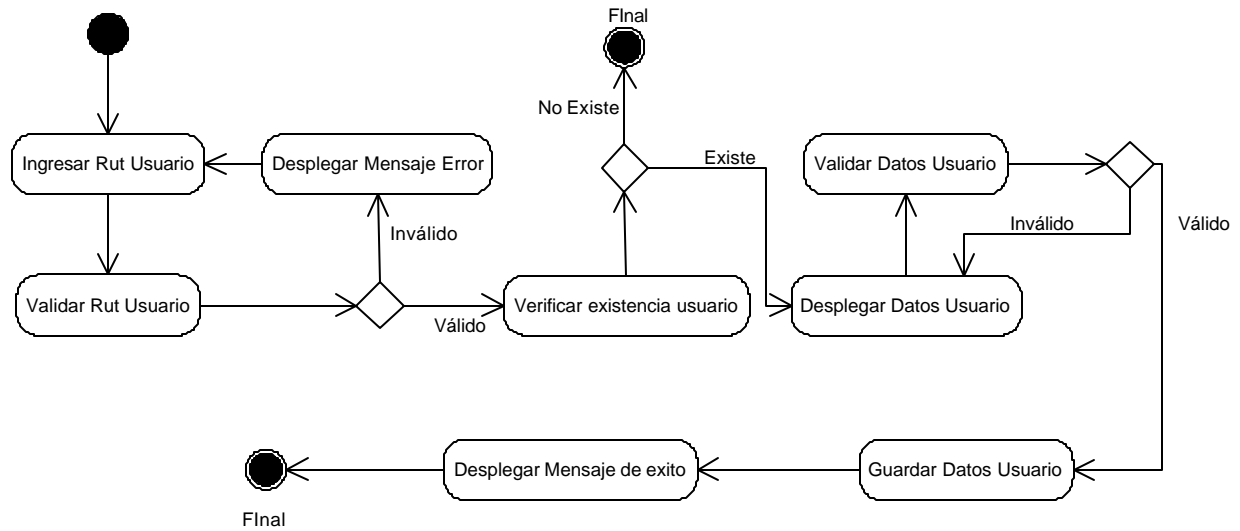 FInal
No Existe
Ingresar Rut Usuario
Desplegar Mensaje Error
Existe
Validar Datos Usuario
Inválido
Inválido
Válido
Validar Rut Usuario
Válido
Verificar existencia usuario
Desplegar Datos Usuario
Desplegar Mensaje de exito
Guardar Datos Usuario
FInal